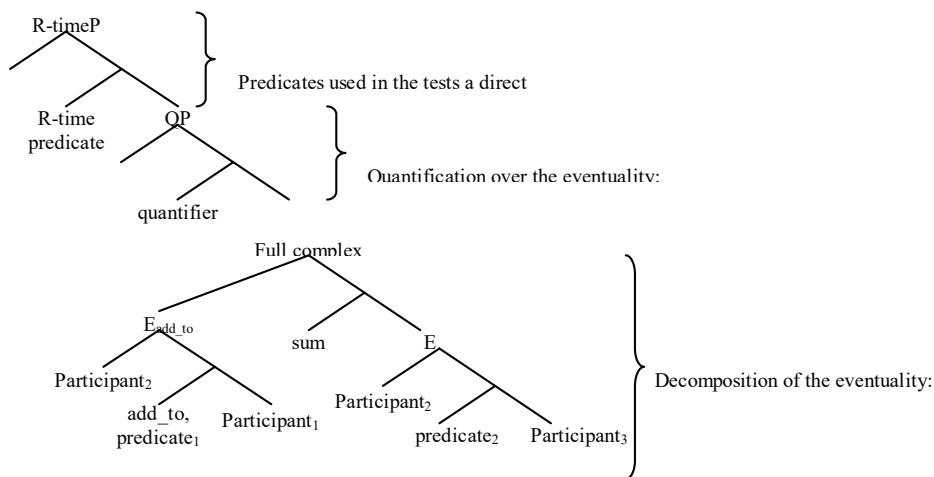 R-timeP
Predicates used in the tests a direct
R-time
predicate
QP
Quantification over the eventuality:
quantifier
Full complex
Eadd_to
sum
E
Participant2
Participant2
add_to,
predicate1
Participant1
predicate2
Participant3
Decomposition of the eventuality: